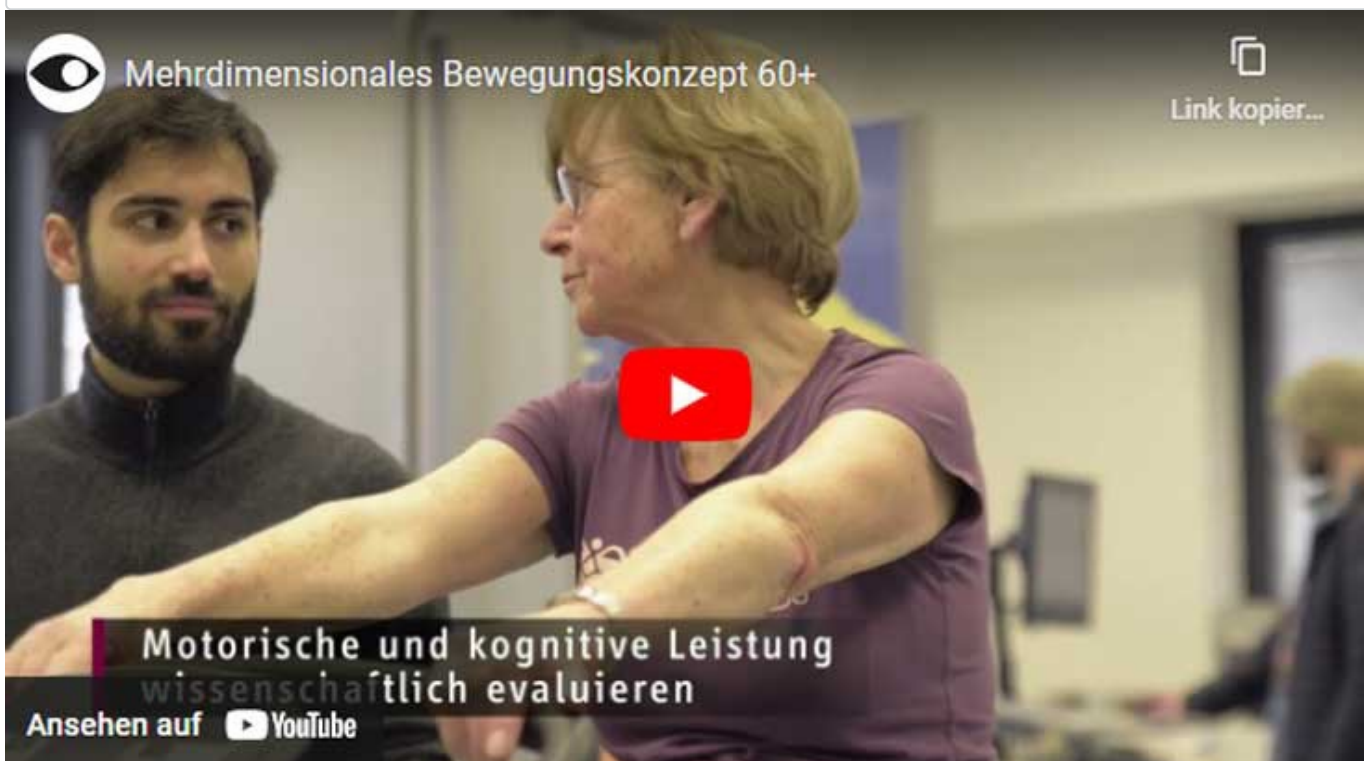 Mehrdimensionales Bewegungskonzept 60+
Link kopier...
Motorische und kognitive Leistung
wissenschaftlich evaluieren
Ansehen auf YouTube